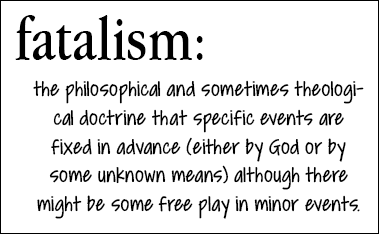 fatalism:
the philosophical and sometimes theologi-
cal doctrine that specific events are
fixed in advance (either by God or by
some unknown means) although there
might be some free play in minor events.